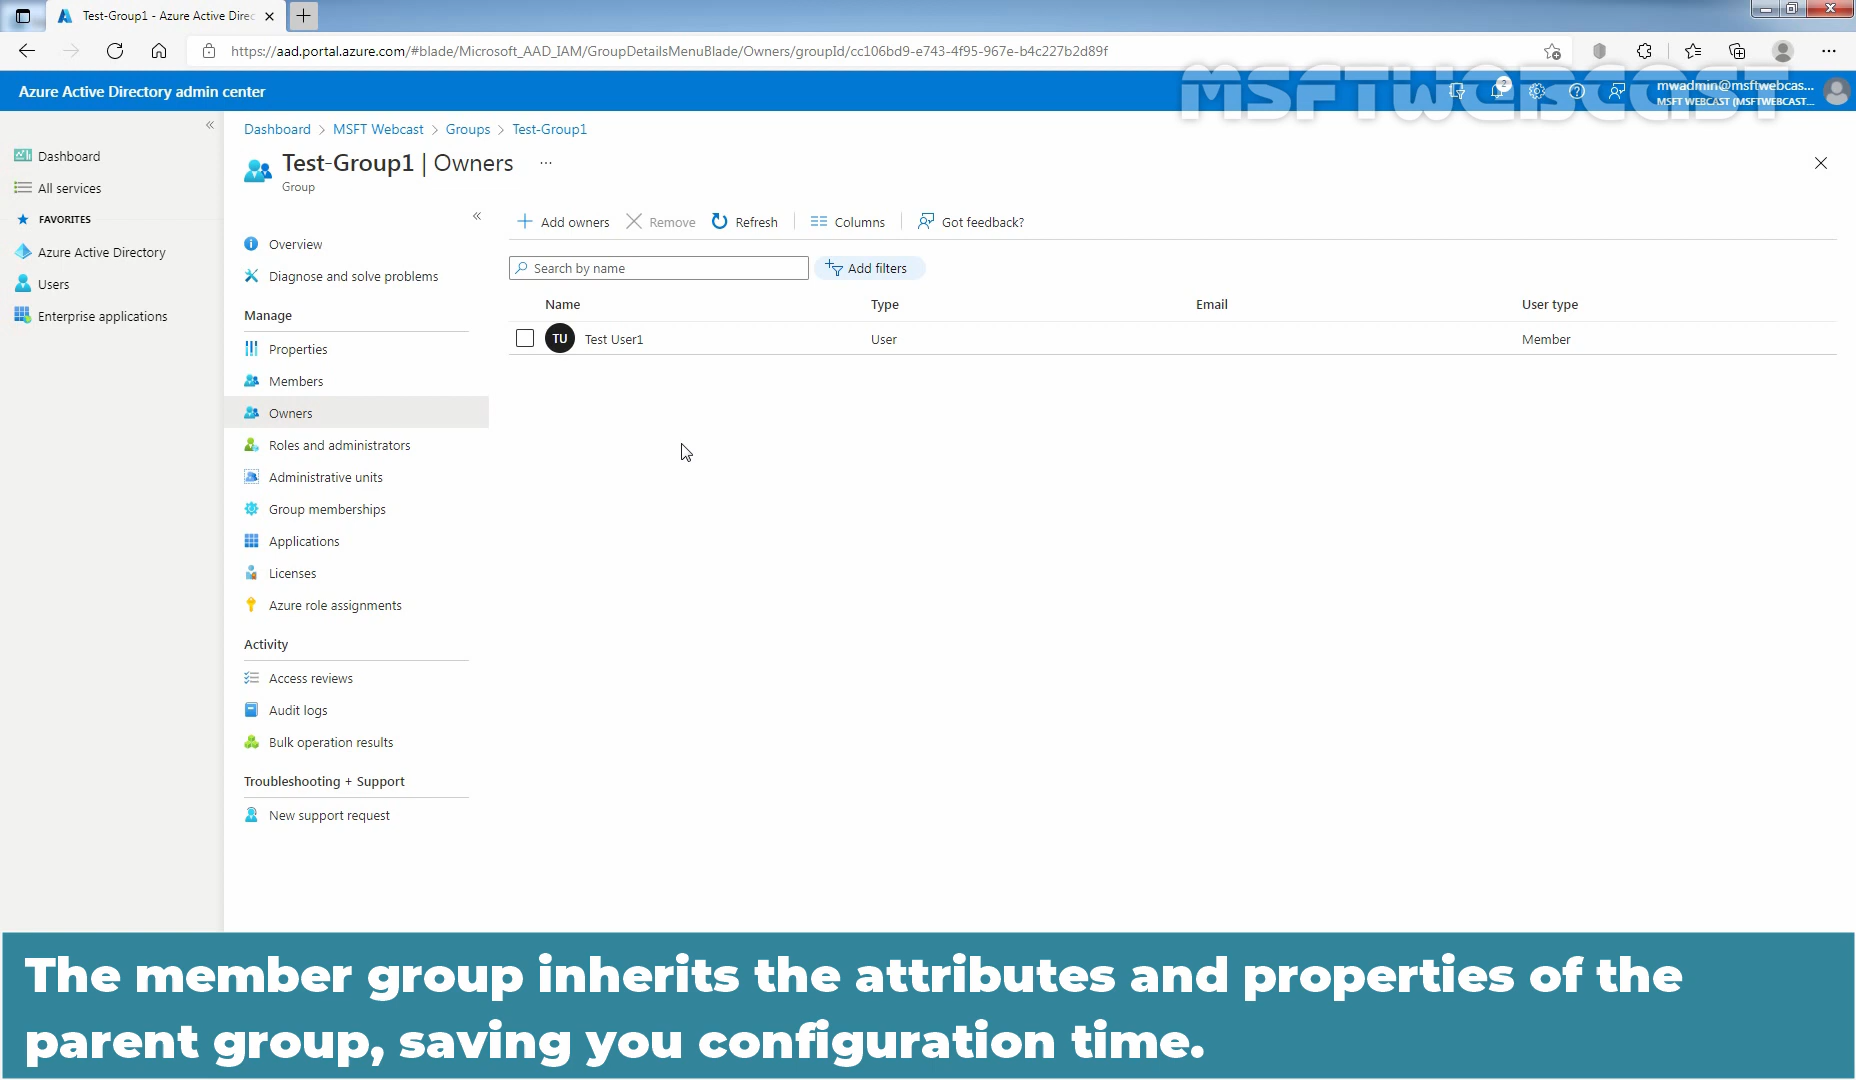 Test-Group1 - Azure Active Direc
https://aad.portal.azure.com/#blade/Microsoft_AAD_IAM/GroupDetailsMenuBlade/Owners/groupId/cc106bd9-e743-4f95-967e-b4c227b2d89f
Azure Active Directory admin center
MSFTWEBCAST
2
mwadmin@msftwebcas...
MSFT WEBCAST (MSFTWEBCAST....
Dashboard > MSFT Webcast > Groups > Test-Group1
Test-Group1 | Owners ...
Group
Dashboard
All services
FAVORITES
Azure Active Directory
Users
Enterprise applications
Overview
Diagnose and solve problems
Manage
Properties
Members
Owners
Roles and administrators
Administrative units
Group memberships
Applications
Licenses
Azure role assignments
Activity
Access reviews
Audit logs
Bulk operation results
Troubleshooting + Support
New support request
Add owners Remove Refresh Columns Got feedback?
Search by name Add filters
Name Type Email User type
TU Test User1 User Member
The member group inherits the attributes and properties of the
parent group, saving you configuration time.